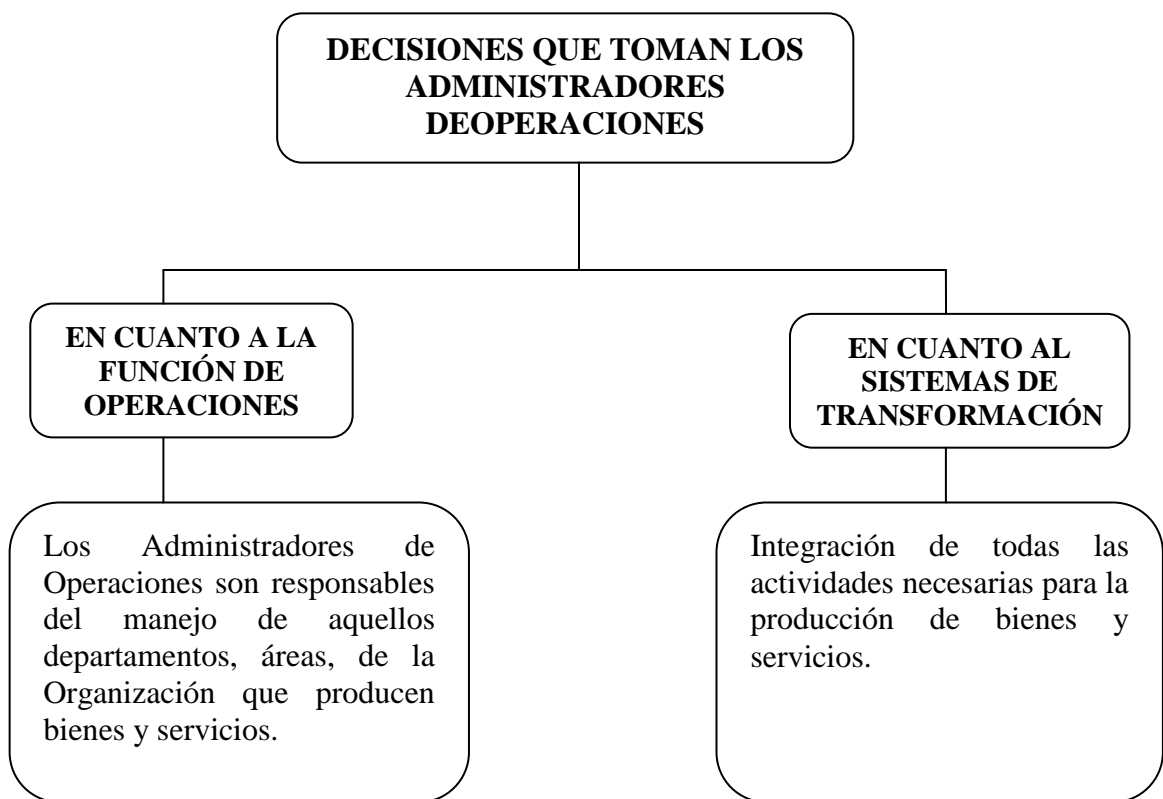 DECISIONES QUE TOMAN LOS
ADMINISTRADORES
DEOPERACIONES
EN CUANTO A LA
FUNCIÓN DE
OPERACIONES
EN CUANTO AL
SISTEMAS DE
TRANSFORMACIÓN
Los Administradores de
Operaciones son responsables
del manejo de aquellos
departamentos, áreas, de la
Organización que producen
bienes y servicios.
Integración de todas las
actividades necesarias para la
producción de bienes y
servicios.